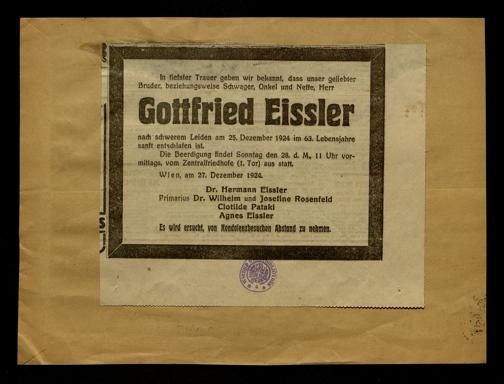 In tiefster Trauer geben wir bekannt, dass unser geliebter
Bruder, beziehungsweise Schwager, Onkel und Neffe, Herr
Gottfried Eissler
nach schwerem Leiden am 25. Dezember 1924 im 63. Lebensjahre
sanft entschlafen ist.
Die Beerdigung findet Sonntag den 28. d. M., 11 Uhr vor-
mittags, vom Zentralfriedhofe (1. Tor) aus statt.
Wien, am 27. Dezember 1924.
Dr. Hermann Eissler
Primarius Dr. Wilhelm und Josefine Rosenfeld
Clotilde Pataki
Agnes Eissler
Es wird ersucht, von Kondolenzbesuchen Abstand zu nehmen.